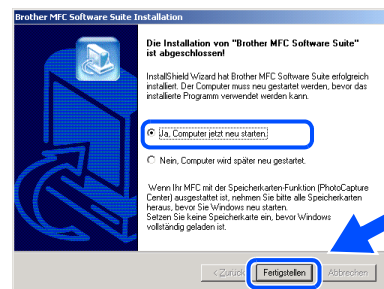 Brother MFC Software Suite Installation
Die Installation von "Brother MFC Software Suite"
ist abgeschlossen!
InstallShield Wizard hat Brother MFC Software Suite erfolgreich
installiert. Der Computer muss neu gestartet werden, bevor das
installierte Programm verwendet werden kann.
Ja, Computer jetzt neu starten.
Nein, Computer wird später neu gestartet.
Wenn Ihr MFC mit der Speicherkarten-Funktion (PhotoCapture
Center) ausgestattet ist, nehmen Sie bitte alle Speicherkarten
heraus, bevor Sie Windows neu starten.
Setzen Sie keine Speicherkarte ein, bevor Windows
vollständig geladen ist.
< Zurück Fertigstellen Abbrechen